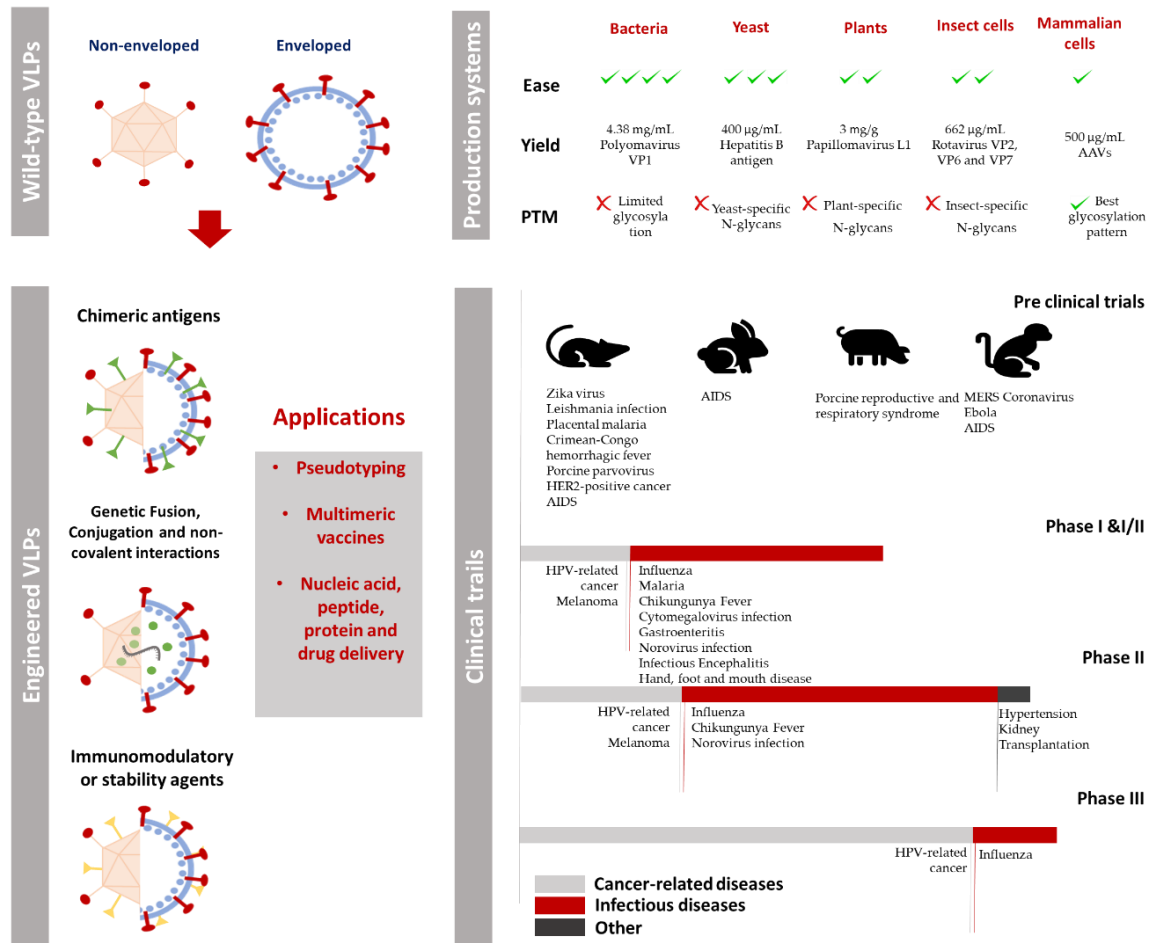 Wild-type VLPs
Non-enveloped
Enveloped
Production systems
Bacteria
Yeast
Plants
Insect cells
Mammalian
cells
Ease
Yield
4.38 mg/mL
Polyomavirus
VP1
400 µg/mL
Hepatitis B
antigen
3 mg/g
Papillomavirus L1
662 µg/mL
Rotavirus VP2,
VP6 and VP7
500 µg/mL
AAVs
PTM
Limited
glycosyla
tion
Yeast-specific
N-glycans
Plant-specific
N-glycans
Insect-specific
N-glycans
Best
glycosylation
pattern
Engineered VLPs
Chimeric antigens
Genetic Fusion,
Conjugation and non-
covalent interactions
Immunomodulatory
or stability agents
Applications
• Pseudotyping
• Multimeric
vaccines
• Nucleic acid,
peptide,
protein and
drug delivery
Clinical trails
Pre clinical trials
Zika virus
Leishmania infection
Placental malaria
Crimean-Congo
hemorrhagic fever
Porcine parvovirus
HER2-positive cancer
AIDS
AIDS
Porcine reproductive and
respiratory syndrome
MERS Coronavirus
Ebola
AIDS
Phase I &I/II
HPV-related
cancer
Melanoma
Influenza
Malaria
Chikungunya Fever
Cytomegalovirus infection
Gastroenteritis
Norovirus infection
Infectious Encephalitis
Hand, foot and mouth disease
Phase II
HPV-related
cancer
Melanoma
Influenza
Chikungunya Fever
Norovirus infection
Hypertension
Kidney
Transplantation
Phase III
HPV-related
cancer
Influenza
Cancer-related diseases
Infectious diseases
Other